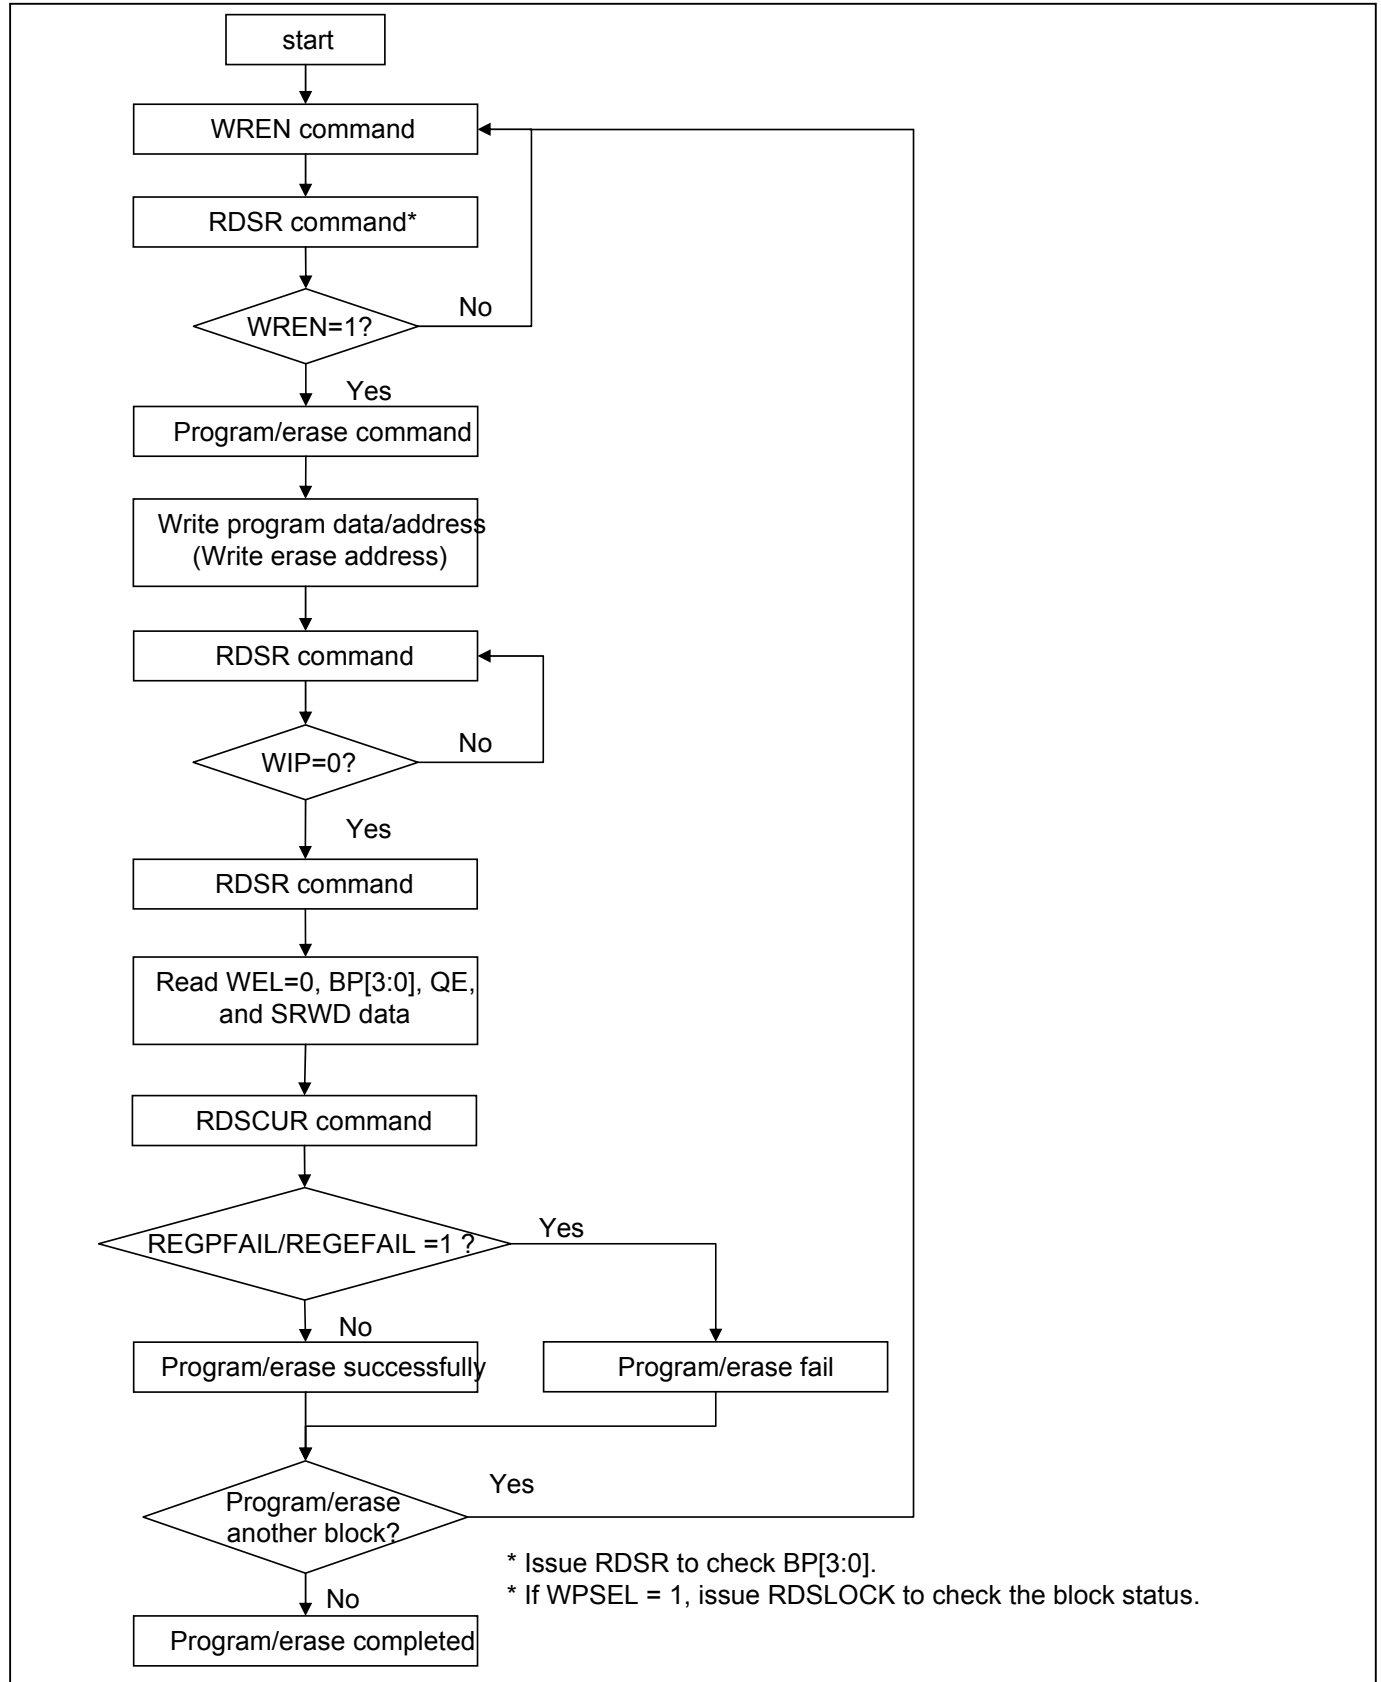 start
WREN command
RDSR command*
WREN=1?
No
Yes
Program/erase command
Write program data/address
(Write erase address)
RDSR command
WIP=0?
No
Yes
RDSR command
Read WEL=0, BP[3:0], QE,
and SRWD data
RDSCUR command
REGPFAIL/REGEFAIL =1 ?
Yes
No
Program/erase successfully
Program/erase fail
Program/erase
another block?
Yes
* Issue RDSR to check BP[3:0].
* If WPSEL = 1, issue RDSLOCK to check the block status.
No
Program/erase completed